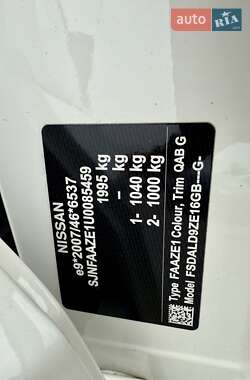 RIA.com
NISSAN
e9*2007/46*6537
SJNFAAZE1U0085459
1995 kg
– kg
1- 1040 kg
2- 1000 kg
Type FAAZE1 Colour, Trim QAB G
Model FSDALD9ZE16GB---G-